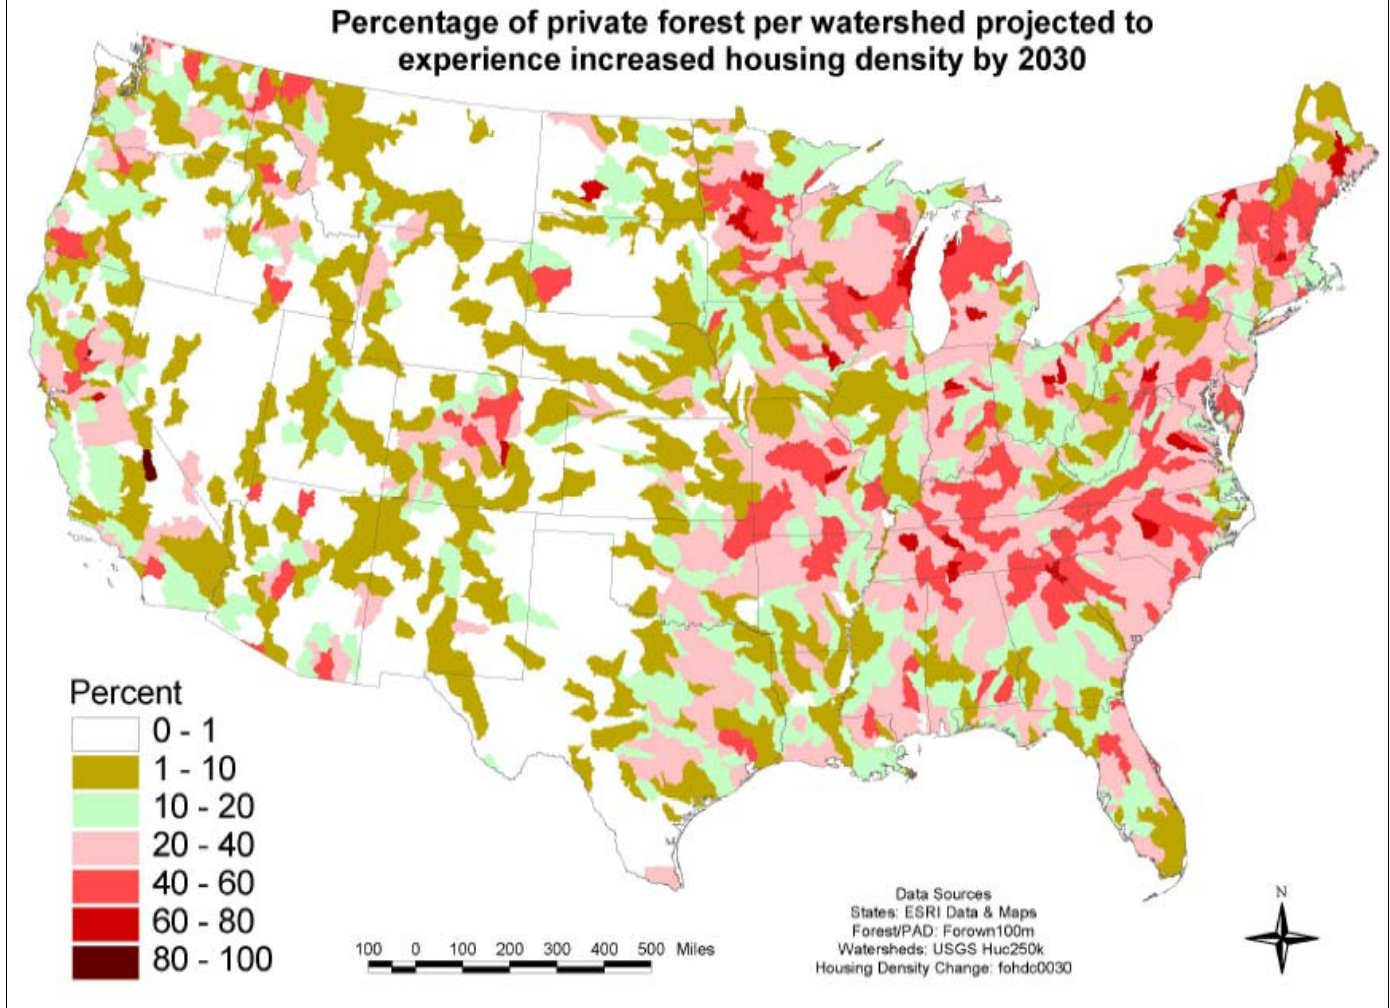 Percentage of private forest per watershed projected to
experience increased housing density by 2030
Percent
0 - 1
1 - 10
10 - 20
20 - 40
40 - 60
60 - 80
80 - 100
100 0 100 200 300 400 500 Miles
Data Sources
States: ESRI Data & Maps
Forest/PAD: Forown100m
Watersheds: USGS Huc250k
Housing Density Change: fohdc0030
N